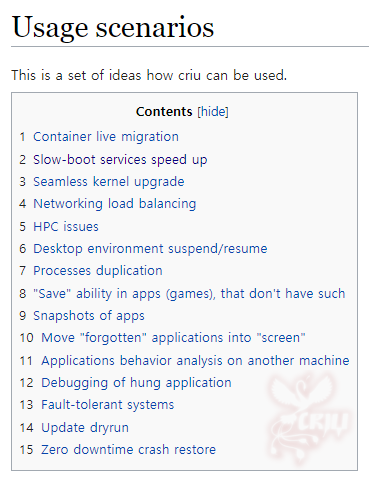 Usage scenarios
This is a set of ideas how criu can be used.
Contents [hide]
1 Container live migration
2 Slow-boot services speed up
3 Seamless kernel upgrade
4 Networking load balancing
5 HPC issues
6 Desktop environment suspend/resume
7 Processes duplication
8 "Save" ability in apps (games), that don't have such
9 Snapshots of apps
10 Move "forgotten" applications into "screen"
11 Applications behavior analysis on another machine
12 Debugging of hung application
13 Fault-tolerant systems
14 Update dryrun
15 Zero downtime crash restore
CRIU